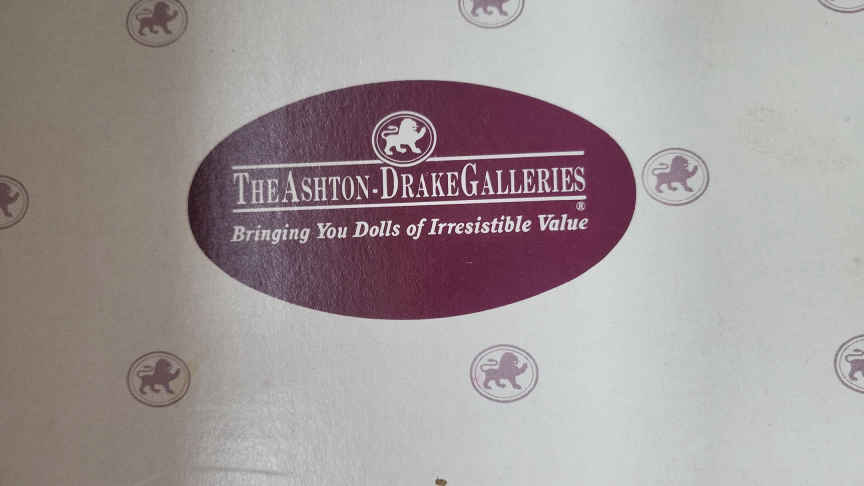 The Ashton-Drake Galleries
®
Bringing You Dolls of Irresistible Value